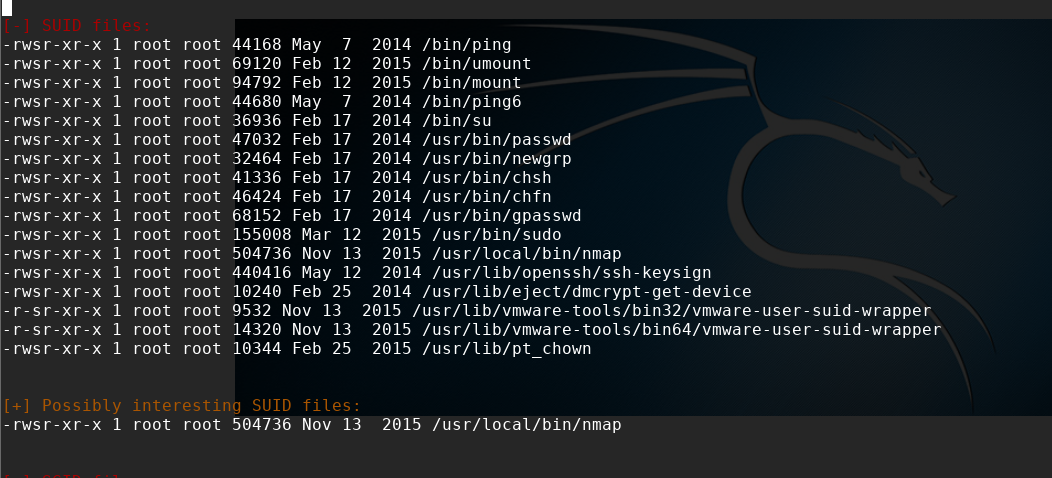 [-] SUID files:
-rwsr-xr-x 1 root root 44168 May  7  2014 /bin/ping
-rwsr-xr-x 1 root root 69120 Feb 12  2015 /bin/umount
-rwsr-xr-x 1 root root 94792 Feb 12  2015 /bin/mount
-rwsr-xr-x 1 root root 44680 May  7  2014 /bin/ping6
-rwsr-xr-x 1 root root 36936 Feb 17  2014 /bin/su
-rwsr-xr-x 1 root root 47032 Feb 17  2014 /usr/bin/passwd
-rwsr-xr-x 1 root root 32464 Feb 17  2014 /usr/bin/newgrp
-rwsr-xr-x 1 root root 41336 Feb 17  2014 /usr/bin/chsh
-rwsr-xr-x 1 root root 46424 Feb 17  2014 /usr/bin/chfn
-rwsr-xr-x 1 root root 68152 Feb 17  2014 /usr/bin/gpasswd
-rwsr-xr-x 1 root root 155008 Mar 12  2015 /usr/bin/sudo
-rwsr-xr-x 1 root root 504736 Nov 13  2015 /usr/local/bin/nmap
-rwsr-xr-x 1 root root 440416 May 12  2014 /usr/lib/openssh/ssh-keysign
-rwsr-xr-x 1 root root 10240 Feb 25  2014 /usr/lib/eject/dmcrypt-get-device
-r-sr-xr-x 1 root root 9532 Nov 13  2015 /usr/lib/vmware-tools/bin32/vmware-user-suid-wrapper
-r-sr-xr-x 1 root root 14320 Nov 13  2015 /usr/lib/vmware-tools/bin64/vmware-user-suid-wrapper
-rwsr-xr-x 1 root root 10344 Feb 25  2015 /usr/lib/pt_chown
[+] Possibly interesting SUID files:
-rwsr-xr-x 1 root root 504736 Nov 13  2015 /usr/local/bin/nmap